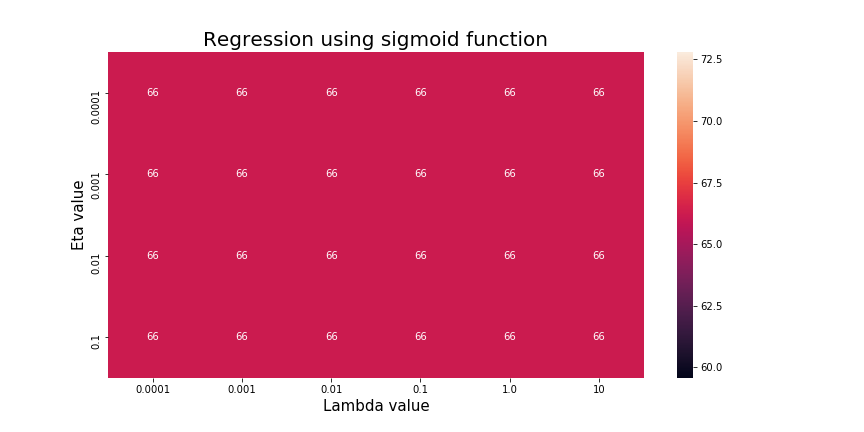 Regression using sigmoid function
Eta value
0.0001 66 66 66 66 66 66
0.001 66 66 66 66 66 66
0.01 66 66 66 66 66 66
0.1 66 66 66 66 66 66
0.0001 0.001 0.01 0.1 1.0 10
Lambda value
72.5
70.0
67.5
65.0
62.5
60.0